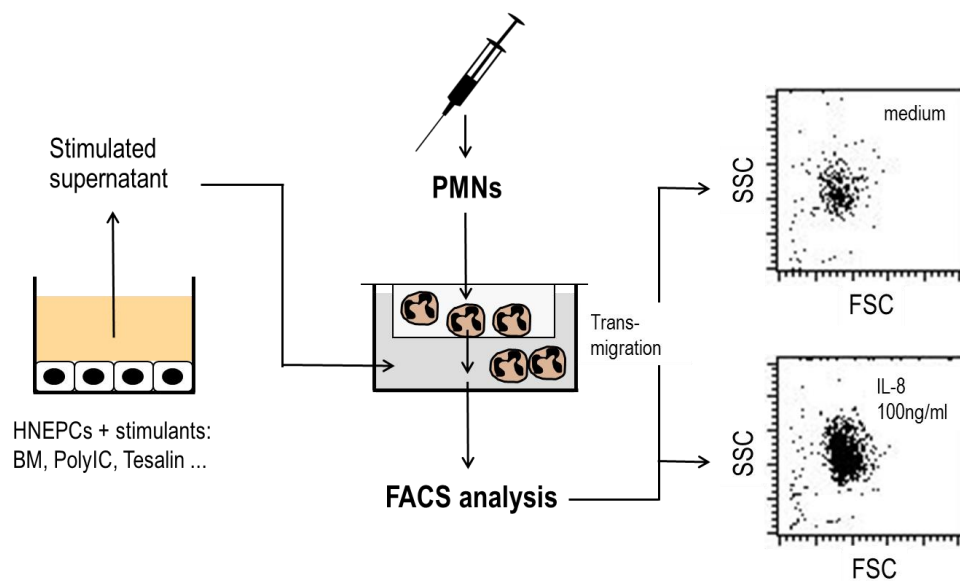 Stimulated
supernatant
HNEPCs + stimulants:
BM, PolyIC, Tesalin ...
PMNs
Trans-
migration
FACS analysis
medium
SSC
FSC
IL-8
100ng/ml
SSC
FSC